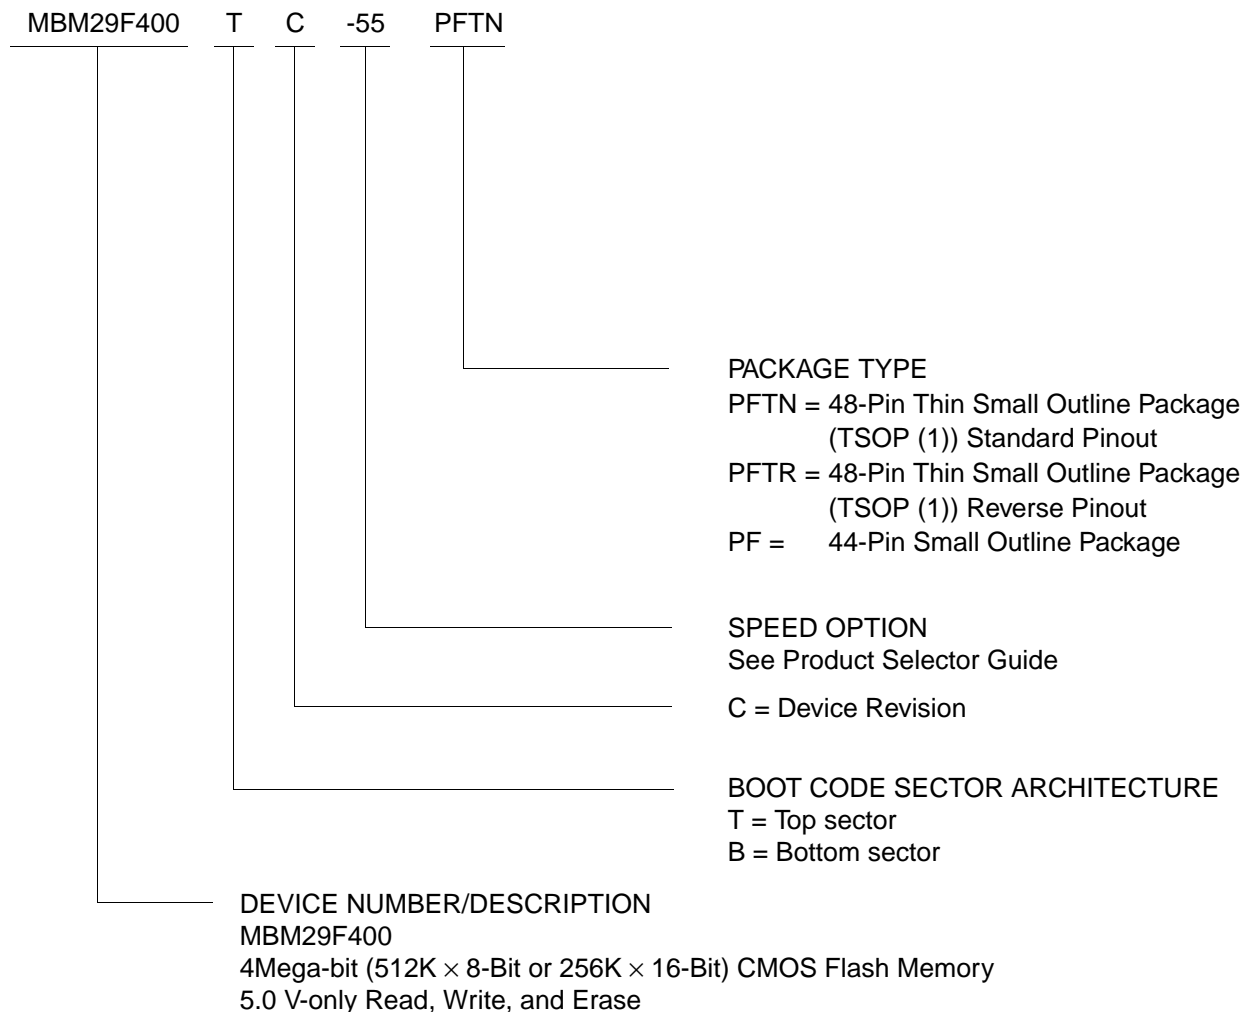 MBM29F400 T C -55 PFTN
PACKAGE TYPE
PFTN = 48-Pin Thin Small Outline Package
(TSOP (1)) Standard Pinout
PFTR = 48-Pin Thin Small Outline Package
(TSOP (1)) Reverse Pinout
PF = 44-Pin Small Outline Package
SPEED OPTION
See Product Selector Guide
C = Device Revision
BOOT CODE SECTOR ARCHITECTURE
T = Top sector
B = Bottom sector
DEVICE NUMBER/DESCRIPTION
MBM29F400
4Mega-bit (512K × 8-Bit or 256K × 16-Bit) CMOS Flash Memory
5.0 V-only Read, Write, and Erase